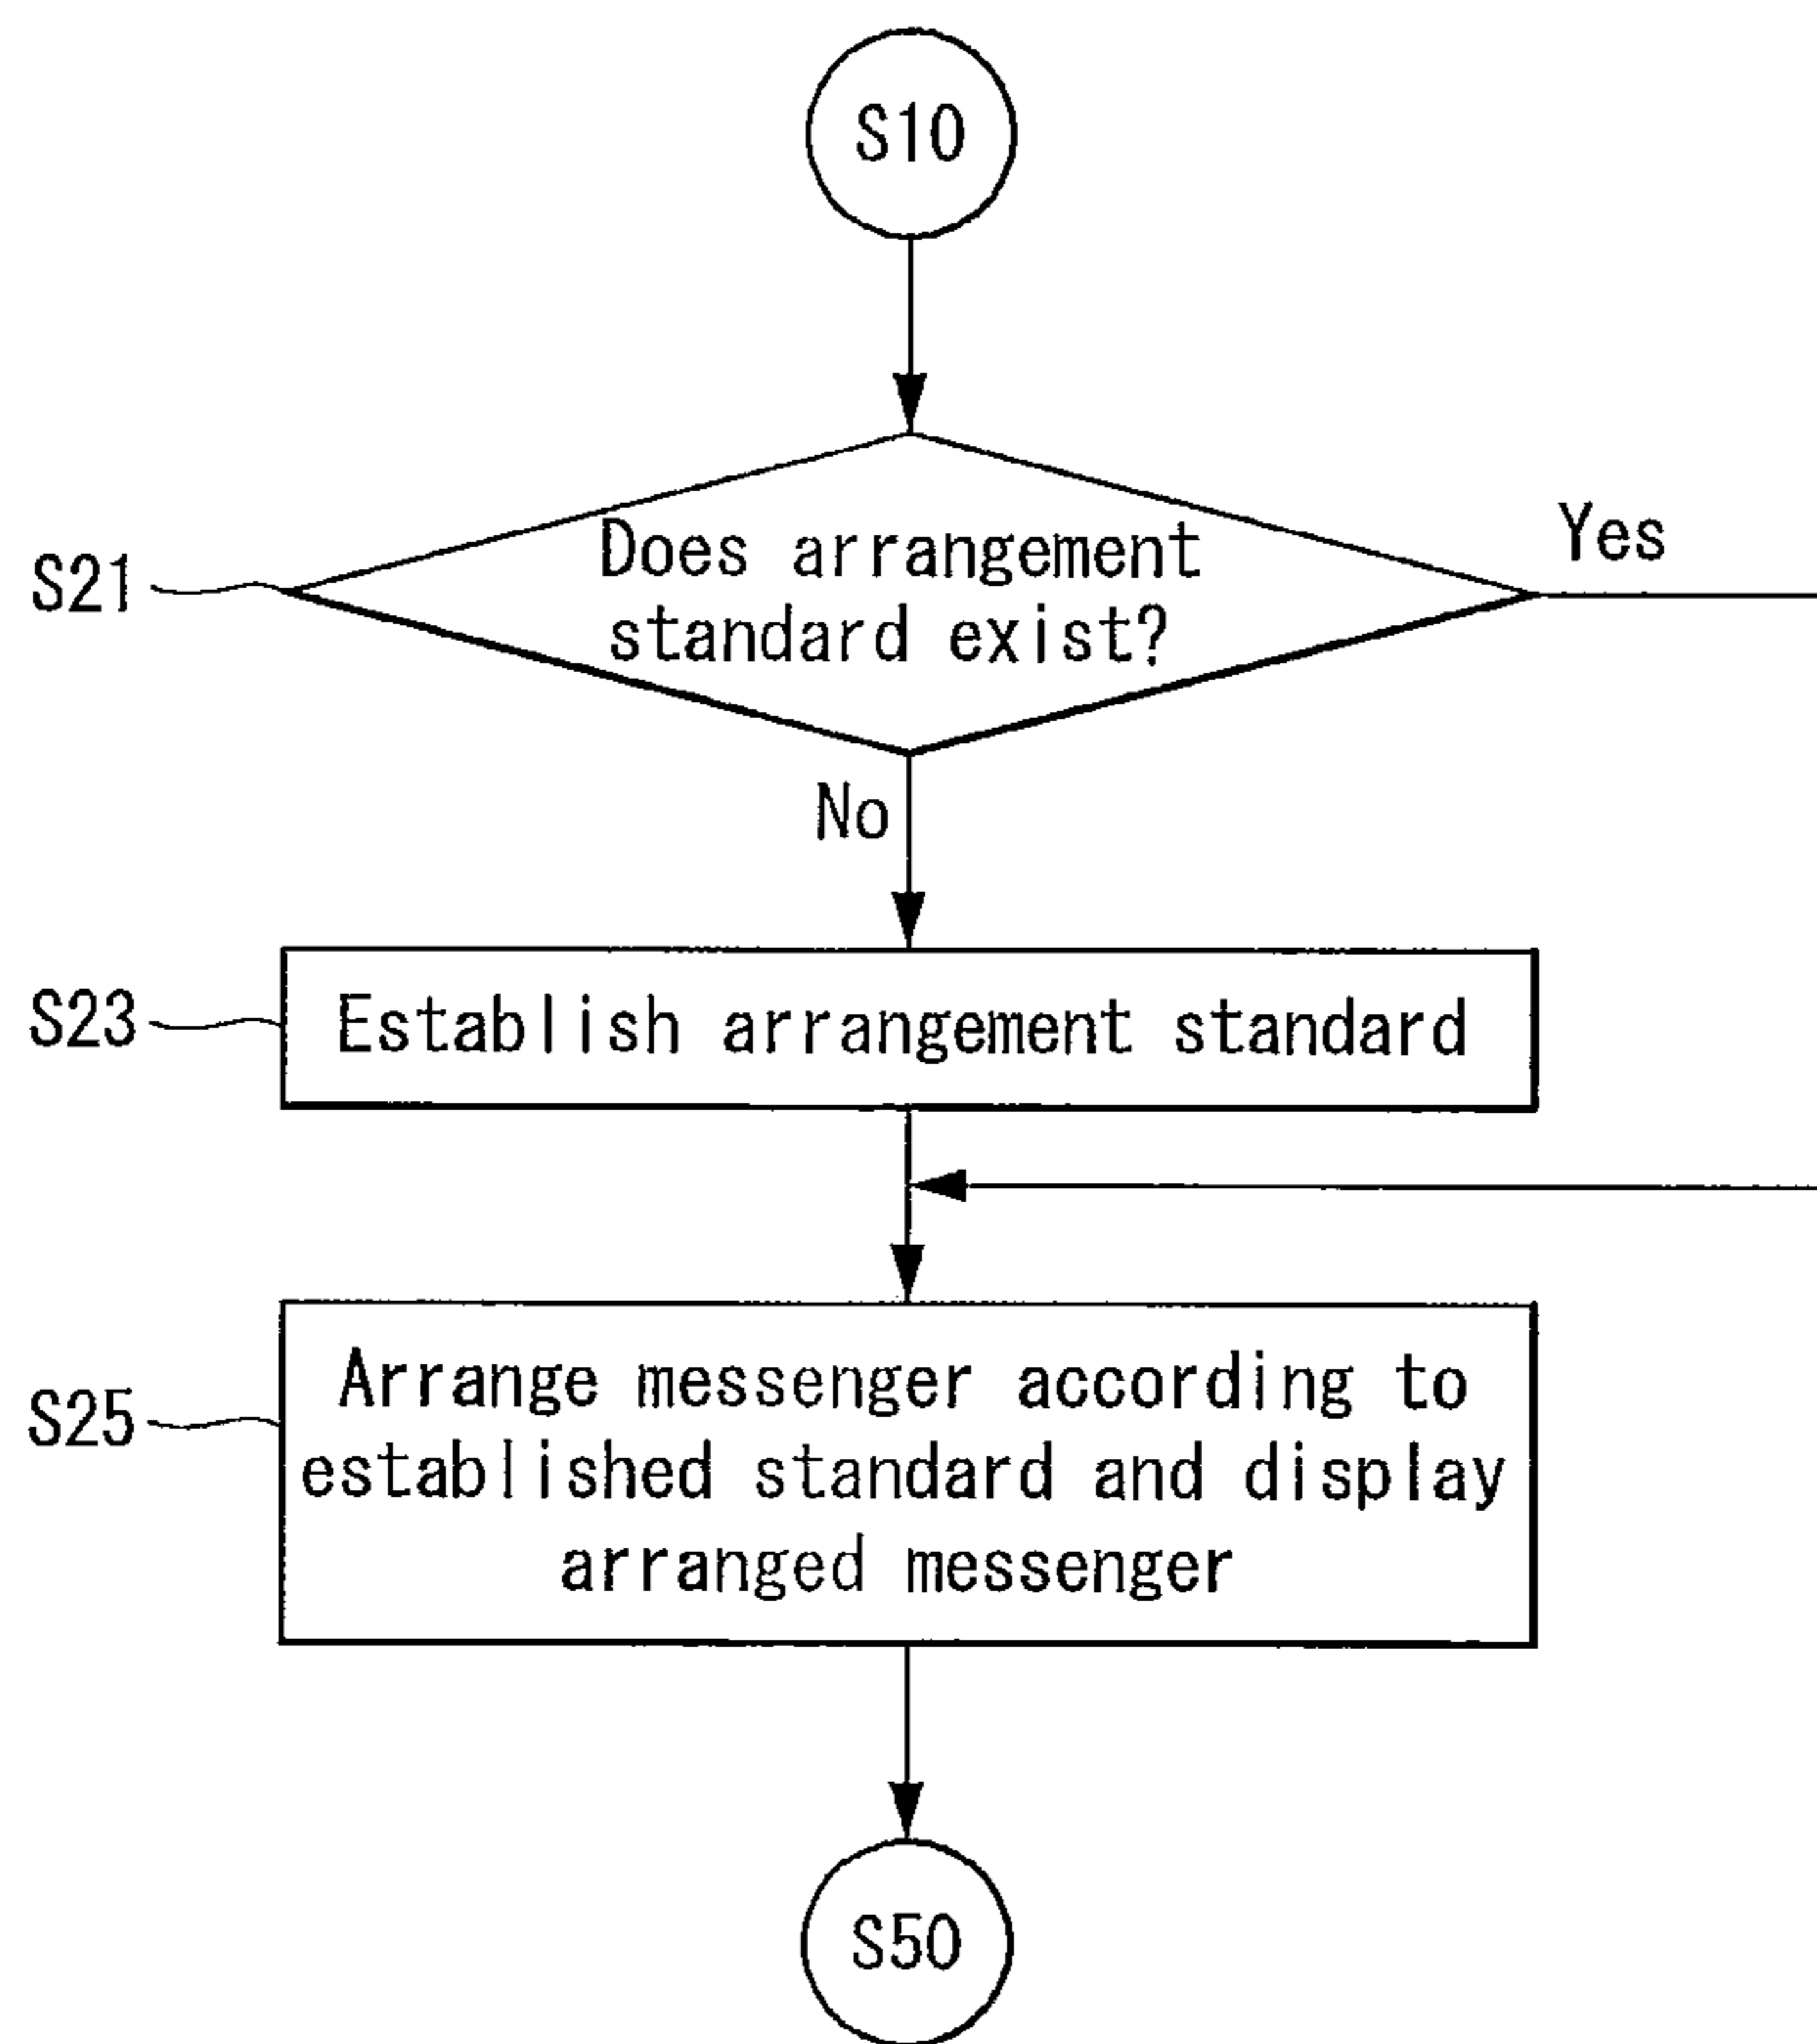 S10
S21
Does arrangement
standard exist?
Yes
No
S23
Establish arrangement standard
S25
Arrange messenger according to
established standard and display
arranged messenger
S50